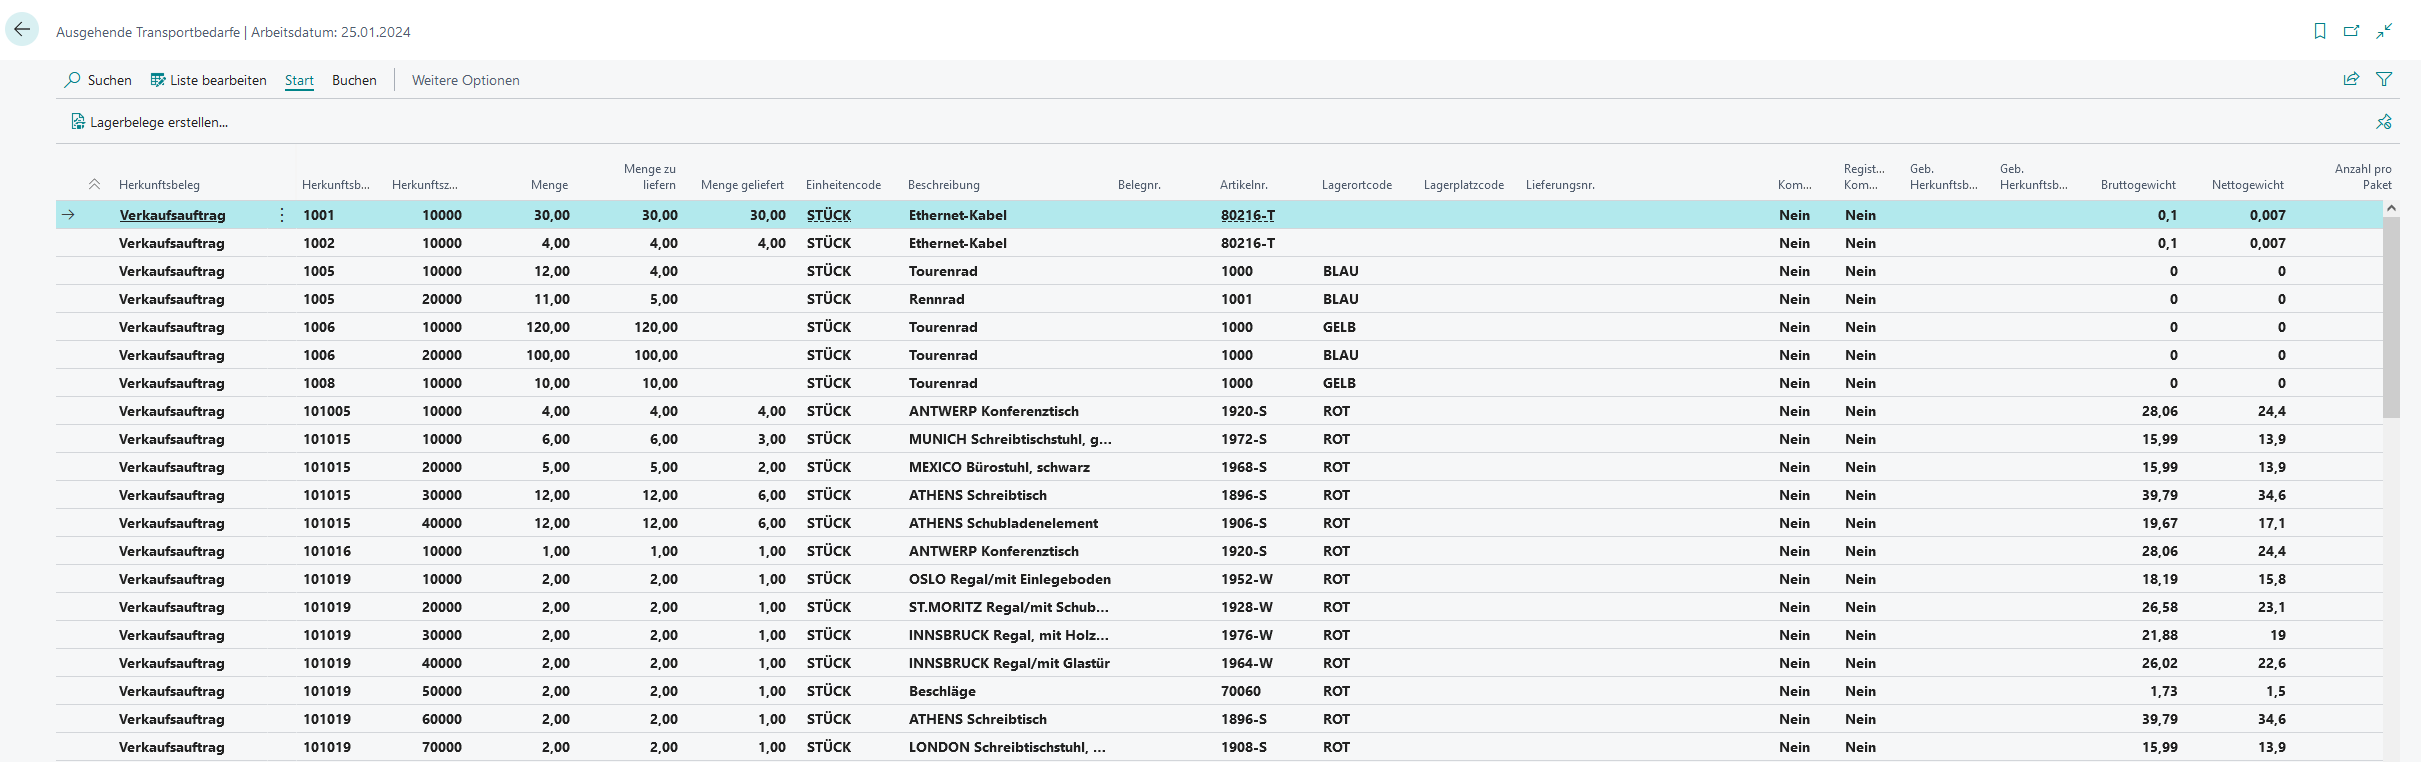 Ausgehende Transportbedarfe | Arbeitsdatum: 25.01.2024
Suchen Liste bearbeiten Start Buchen Weitere Optionen
Lagerbelege erstellen...
Herkunftsbeleg Herkunftsb... Herkunftsz... Menge Menge zu liefern Menge geliefert Einheitencode Beschreibung Belegnr. Artikelnr. Lagerortcode Lagerplatzcode Lieferungsnr. Kom... Regist... Kom... Geb. Herkunftsb... Geb. Herkunftsb... Bruttogewicht Nettogewicht Anzahl pro Paket
Verkaufsauftrag 1001 10000 30,00 30,00 30,00 STÜCK Ethernet-Kabel 80216-T Nein Nein 0,1 0,007
Verkaufsauftrag 1002 10000 4,00 4,00 4,00 STÜCK Ethernet-Kabel 80216-T Nein Nein 0,1 0,007
Verkaufsauftrag 1005 10000 12,00 4,00 STÜCK Tourenrad 1000 BLAU Nein Nein 0 0
Verkaufsauftrag 1005 20000 11,00 5,00 STÜCK Rennrad 1001 BLAU Nein Nein 0 0
Verkaufsauftrag 1006 10000 120,00 120,00 STÜCK Tourenrad 1000 GELB Nein Nein 0 0
Verkaufsauftrag 1006 20000 100,00 100,00 STÜCK Tourenrad 1000 BLAU Nein Nein 0 0
Verkaufsauftrag 1008 10000 10,00 10,00 STÜCK Tourenrad 1000 GELB Nein Nein 0 0
Verkaufsauftrag 101005 10000 4,00 4,00 4,00 STÜCK ANTWERP Konferenztisch 1920-S ROT Nein Nein 28,06 24,4
Verkaufsauftrag 101015 10000 6,00 6,00 3,00 STÜCK MUNICH Schreibtischstuhl, g... 1972-S ROT Nein Nein 15,99 13,9
Verkaufsauftrag 101015 20000 5,00 5,00 2,00 STÜCK MEXICO Bürostuhl, schwarz 1968-S ROT Nein Nein 15,99 13,9
Verkaufsauftrag 101015 30000 12,00 12,00 6,00 STÜCK ATHENS Schreibtisch 1896-S ROT Nein Nein 39,79 34,6
Verkaufsauftrag 101015 40000 12,00 12,00 6,00 STÜCK ATHENS Schubladenelement 1906-S ROT Nein Nein 19,67 17,1
Verkaufsauftrag 101016 10000 1,00 1,00 1,00 STÜCK ANTWERP Konferenztisch 1920-S ROT Nein Nein 28,06 24,4
Verkaufsauftrag 101019 10000 2,00 2,00 1,00 STÜCK OSLO Regal/mit Einlegeboden 1952-W ROT Nein Nein 18,19 15,8
Verkaufsauftrag 101019 20000 2,00 2,00 1,00 STÜCK ST.MORITZ Regal/mit Schub... 1928-W ROT Nein Nein 26,58 23,1
Verkaufsauftrag 101019 30000 2,00 2,00 1,00 STÜCK INNSBRUCK Regal, mit Holz... 1976-W ROT Nein Nein 21,88 19
Verkaufsauftrag 101019 40000 2,00 2,00 1,00 STÜCK INNSBRUCK Regal/mit Glastür 1964-W ROT Nein Nein 26,02 22,6
Verkaufsauftrag 101019 50000 2,00 2,00 1,00 STÜCK Beschläge 70060 ROT Nein Nein 1,73 1,5
Verkaufsauftrag 101019 60000 2,00 2,00 1,00 STÜCK ATHENS Schreibtisch 1896-S ROT Nein Nein 39,79 34,6
Verkaufsauftrag 101019 70000 2,00 2,00 1,00 STÜCK LONDON Schreibtischstuhl, ... 1908-S ROT Nein Nein 15,99 13,9